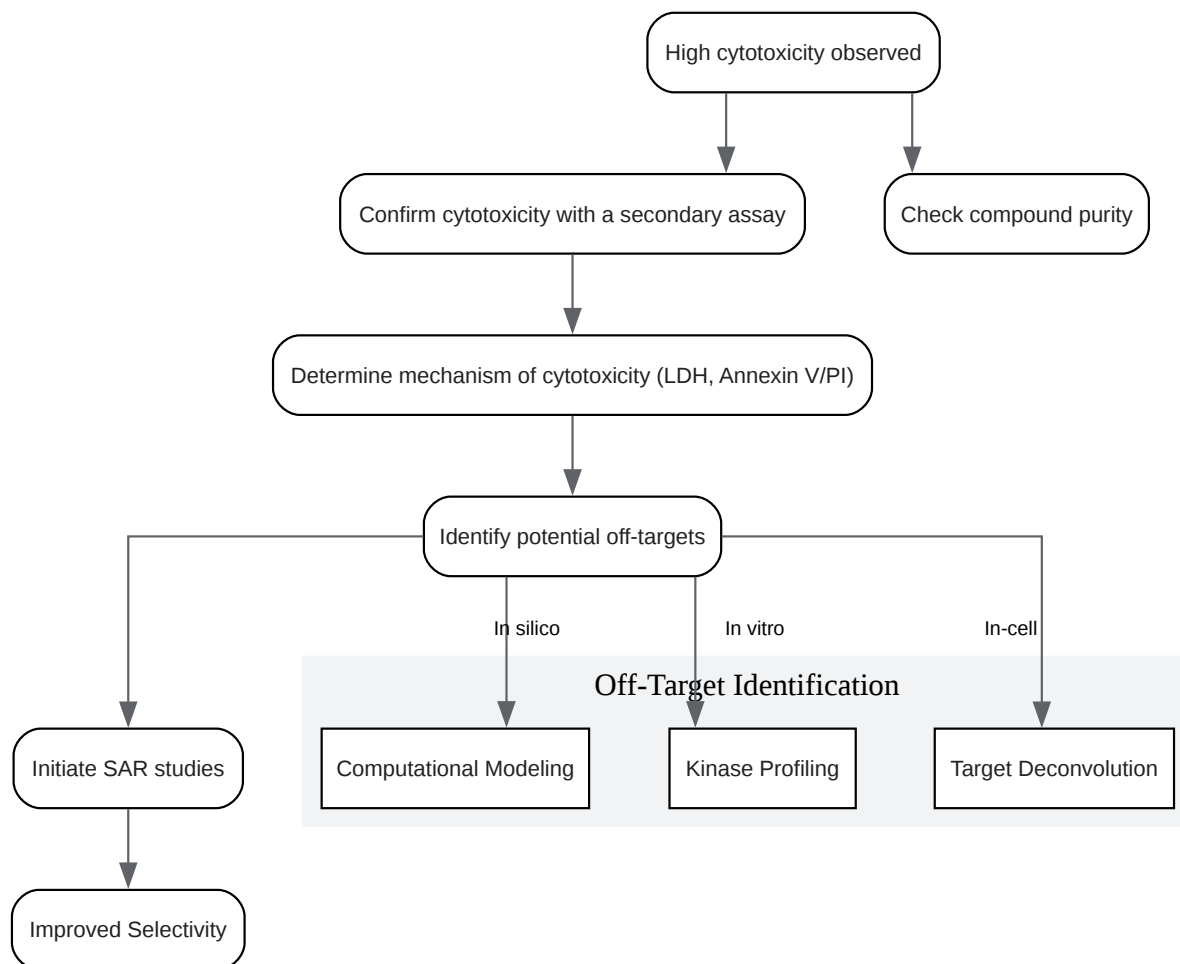 High cytotoxicity observed
Confirm cytotoxicity with a secondary assay
Check compound purity
Determine mechanism of cytotoxicity (LDH, Annexin V/PI)
Identify potential off-targets
In silico
In vitro
In-cell
Off-Target Identification
Initiate SAR studies
Computational Modeling
Kinase Profiling
Target Deconvolution
Improved Selectivity